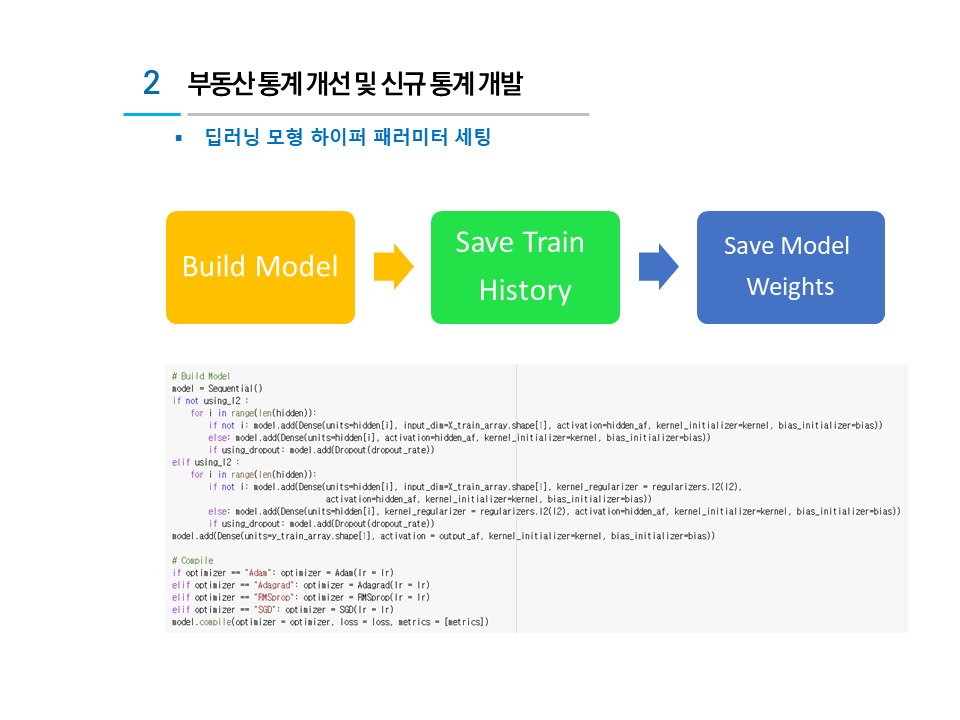 2 부동산 통계 개선 및 신규 통계 개발
▪ 딥러닝 모형 하이퍼 패러미터 세팅
Build Model
Save Train
History
Save Model
Weights
# Build Model
model = Sequential()
if not using_l2 :
    for i in range(len(hidden)):
        if not i: model.add(Dense(units=hidden[i], input_dim=X_train_array.shape[1], activation=hidden_af, kernel_initializer=kernel, bias_initializer=bias))
        else: model.add(Dense(units=hidden[i], activation=hidden_af, kernel_initializer=kernel, bias_initializer=bias))
        if using_dropout: model.add(Dropout(dropout_rate))
elif using_l2 :
    for i in range(len(hidden)):
        if not i: model.add(Dense(units=hidden[i], input_dim=X_train_array.shape[1], kernel_regularizer = regularizers.l2(l2),
                                  activation=hidden_af, kernel_initializer=kernel, bias_initializer=bias))
        else: model.add(Dense(units=hidden[i], kernel_regularizer = regularizers.l2(l2), activation=hidden_af, kernel_initializer=kernel, bias_initializer=bias))
        if using_dropout: model.add(Dropout(dropout_rate))
model.add(Dense(units=y_train_array.shape[1], activation = output_af, kernel_initializer=kernel, bias_initializer=bias))
# Compile
if optimizer == "Adam": optimizer = Adam(lr = lr)
elif optimizer == "Adagrad": optimizer = Adagrad(lr = lr)
elif optimizer == "RMSprop": optimizer = RMSprop(lr = lr)
elif optimizer == "SGD": optimizer = SGD(lr = lr)
model.compile(optimizer = optimizer, loss = loss, metrics = [metrics])